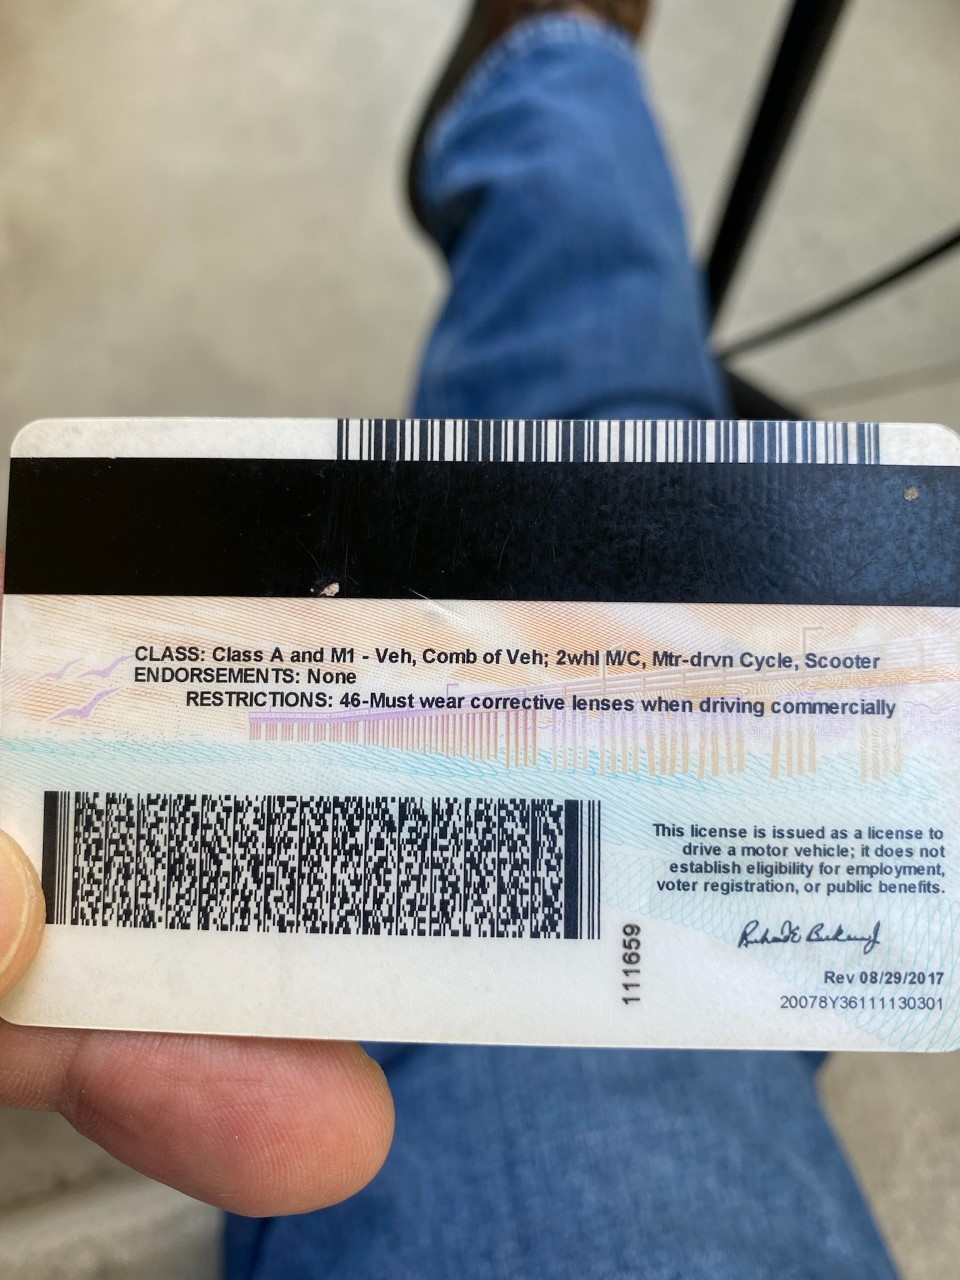 CLASS: Class A and M1 - Veh, Comb of Veh; 2whl M/C, Mtr-drvn Cycle, Scooter
ENDORSEMENTS: None
RESTRICTIONS: 46-Must wear corrective lenses when driving commercially
This license is issued as a license to
drive a motor vehicle; it does not
establish eligibility for employment,
voter registration, or public benefits.
111659
Rev 08/29/2017
20078Y36111130301